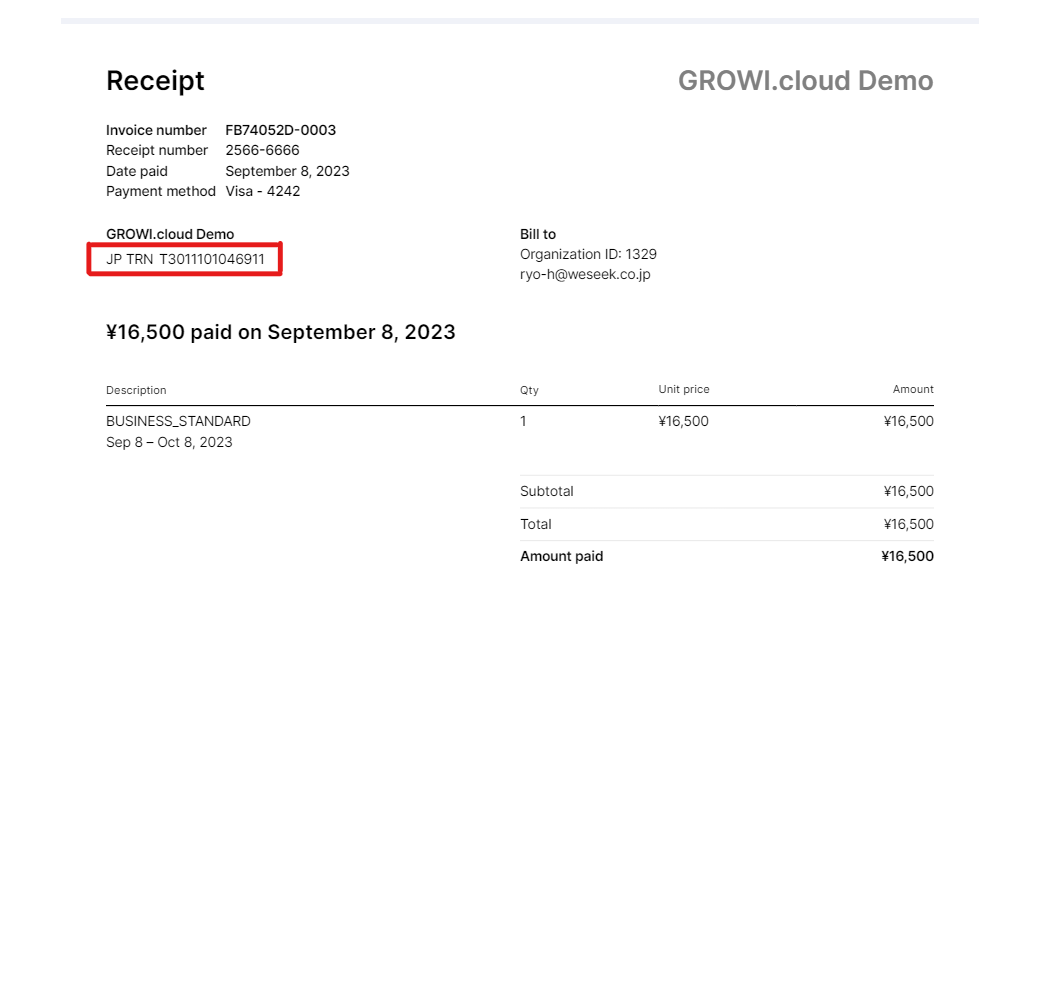 Receipt
GROWI.cloud Demo
Invoice number FB74052D-0003
Receipt number 2566-6666
Date paid September 8, 2023
Payment method Visa - 4242
GROWI.cloud Demo
JP TRN T3011101046911
Bill to
Organization ID: 1329
ryo-h@weseek.co.jp
¥16,500 paid on September 8, 2023
Description Qty Unit price Amount
BUSINESS_STANDARD 1 ¥16,500 ¥16,500
Sep 8 – Oct 8, 2023
Subtotal ¥16,500
Total ¥16,500
Amount paid ¥16,500